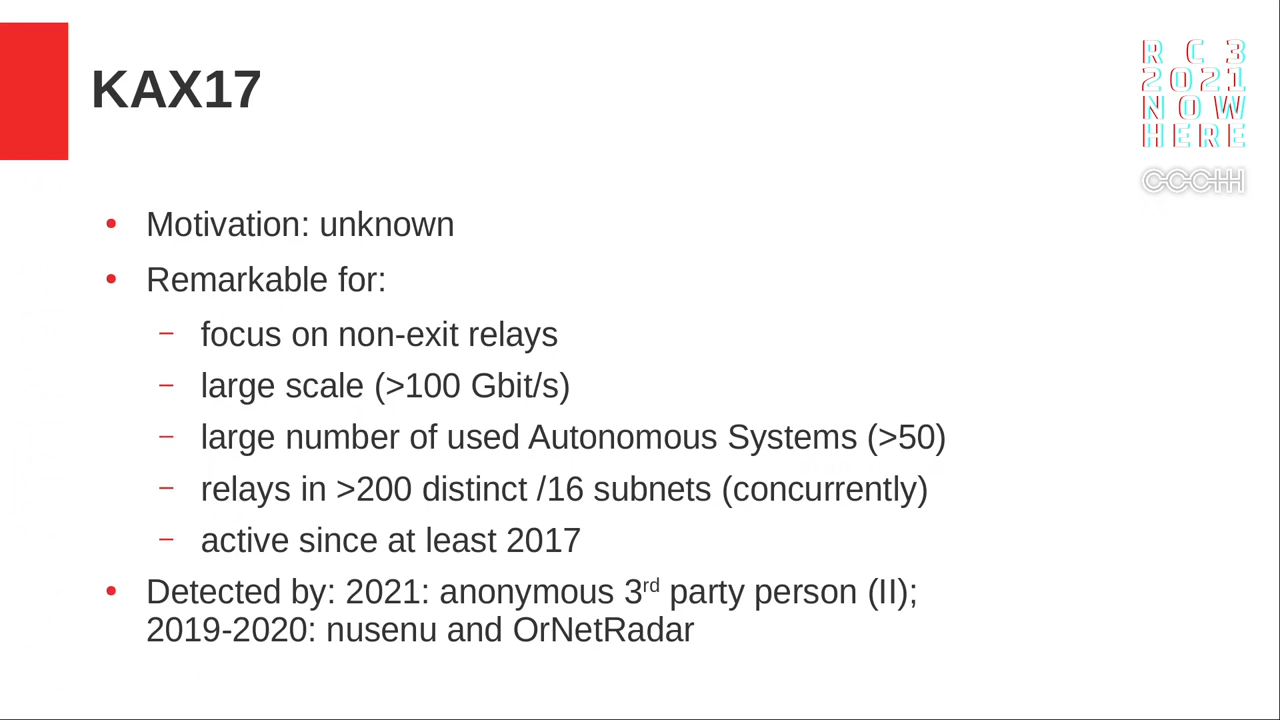 KAX17
R C 3
2021
NOW
HERE
CCCHH
• Motivation: unknown
• Remarkable for:
– focus on non-exit relays
– large scale (>100 Gbit/s)
– large number of used Autonomous Systems (>50)
– relays in >200 distinct /16 subnets (concurrently)
– active since at least 2017
• Detected by: 2021: anonymous 3rd party person (II);
2019-2020: nusenu and OrNetRadar